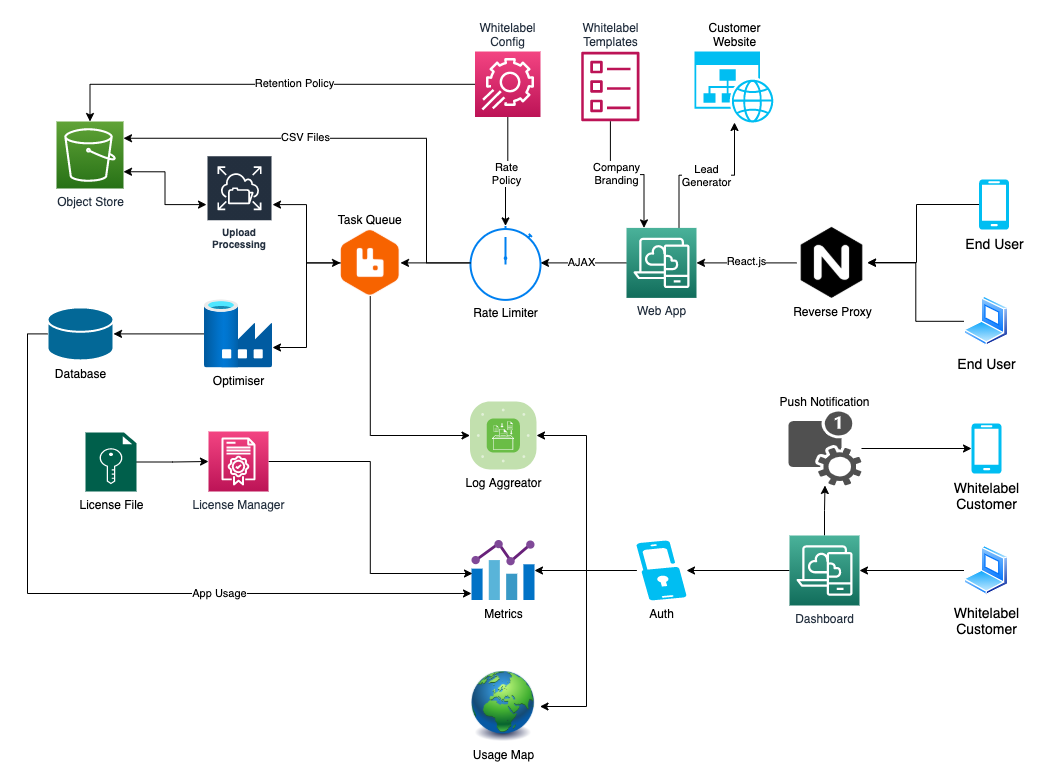 Whitelabel
Config
Whitelabel
Templates
Customer
Website
Retention Policy
CSV Files
Rate
Policy
Company
Branding
Lead
Generator
Object Store
Upload
Processing
Task Queue
End User
AJAX
React.js
Rate Limiter
Web App
Reverse Proxy
End User
Database
Optimiser
Push Notification
1
License File
License Manager
Log Aggreator
Whitelabel
Customer
App Usage
Metrics
Auth
Dashboard
Whitelabel
Customer
Usage Map